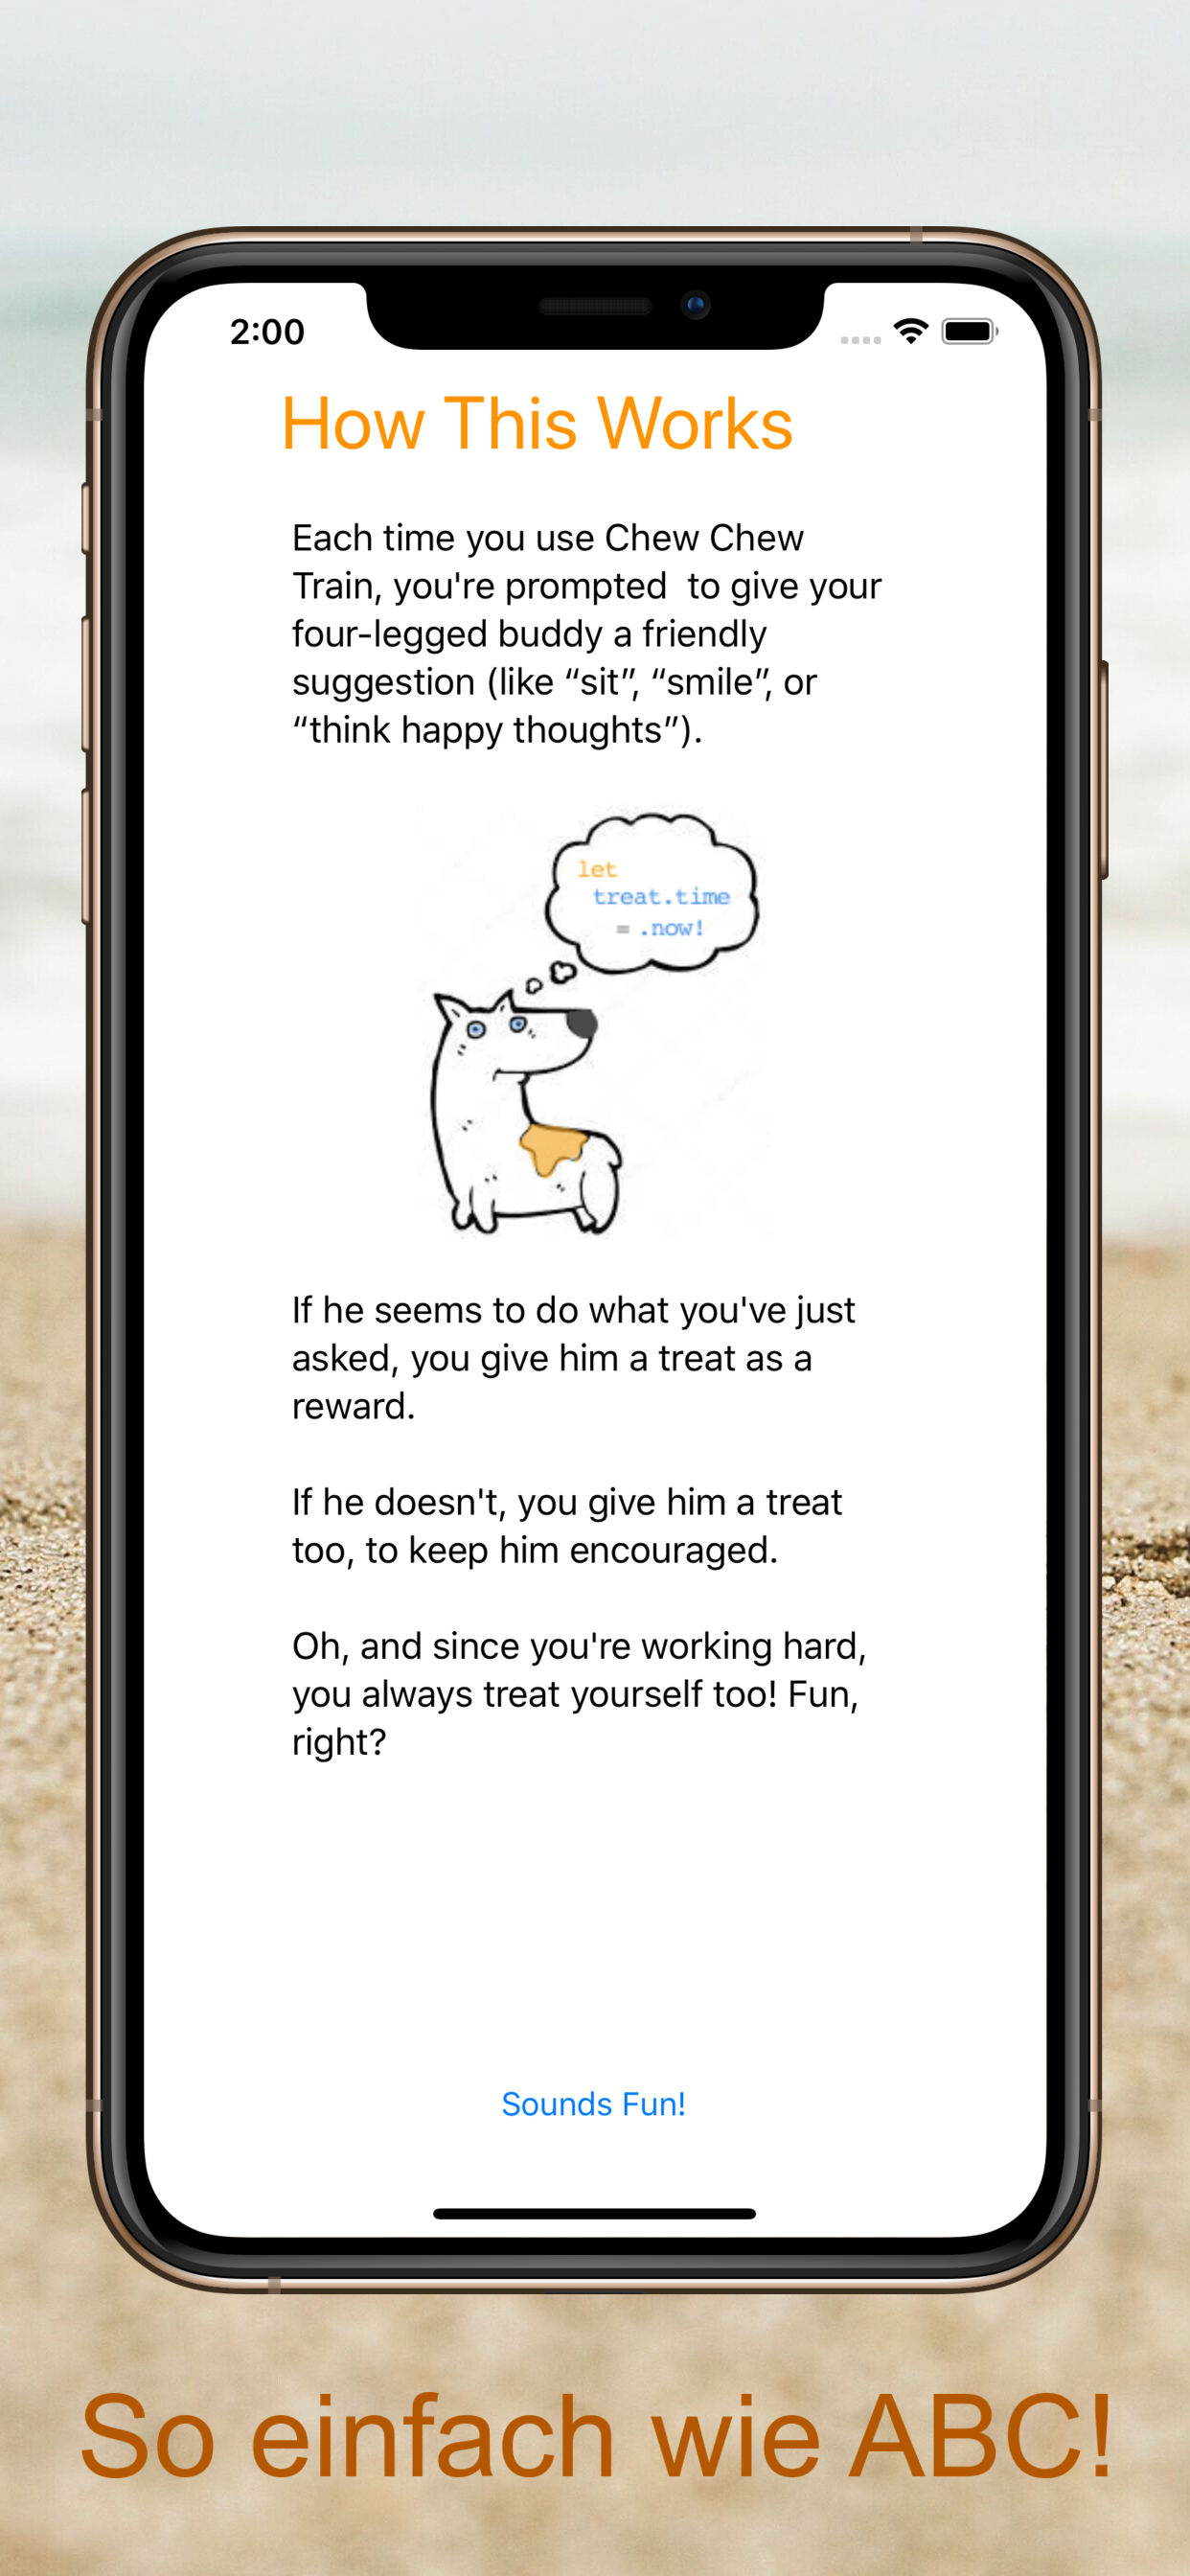 2:00
How This Works
Each time you use Chew Chew
Train, you're prompted  to give your
four-legged buddy a friendly
suggestion (like “sit”, “smile”, or
“think happy thoughts”).
let
treat.time
= .now!
If he seems to do what you've just
asked, you give him a treat as a
reward.
If he doesn't, you give him a treat
too, to keep him encouraged.
Oh, and since you're working hard,
you always treat yourself too! Fun,
right?
Sounds Fun!
So einfach wie ABC!